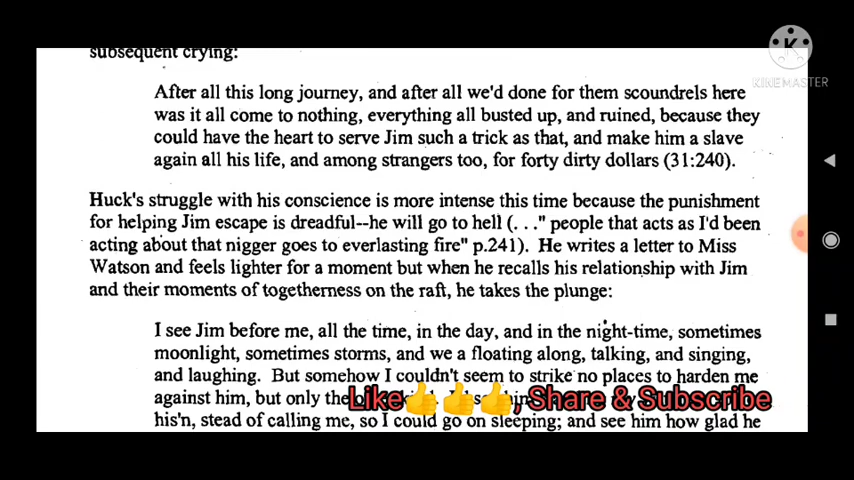 subsequent crying:
After all this long journey, and after all we'd done for them scoundrels here
was it all come to nothing, everything all busted up, and ruined, because they
could have the heart to serve Jim such a trick as that, and make him a slave
again all his life, and among strangers too, for forty dirty dollars (31:240).
Huck's struggle with his conscience is more intense this time because the punishment
for helping Jim escape is dreadful--he will go to hell (. . ." people that acts as I'd been
acting about that nigger goes to everlasting fire" p.241). He writes a letter to Miss
Watson and feels lighter for a moment but when he recalls his relationship with Jim
and their moments of togetherness on the raft, he takes the plunge:
I see Jim before me, all the time, in the day, and in the night-time, sometimes
moonlight, sometimes storms, and we a floating along, talking, and singing,
and laughing. But somehow I couldn't seem to strike no places to harden me
against him, but only the
Like👍👍👍, Share & Subscribe
his'n, stead of calling me, so I could go on sleeping; and see him how glad he
K
KINEMASTER